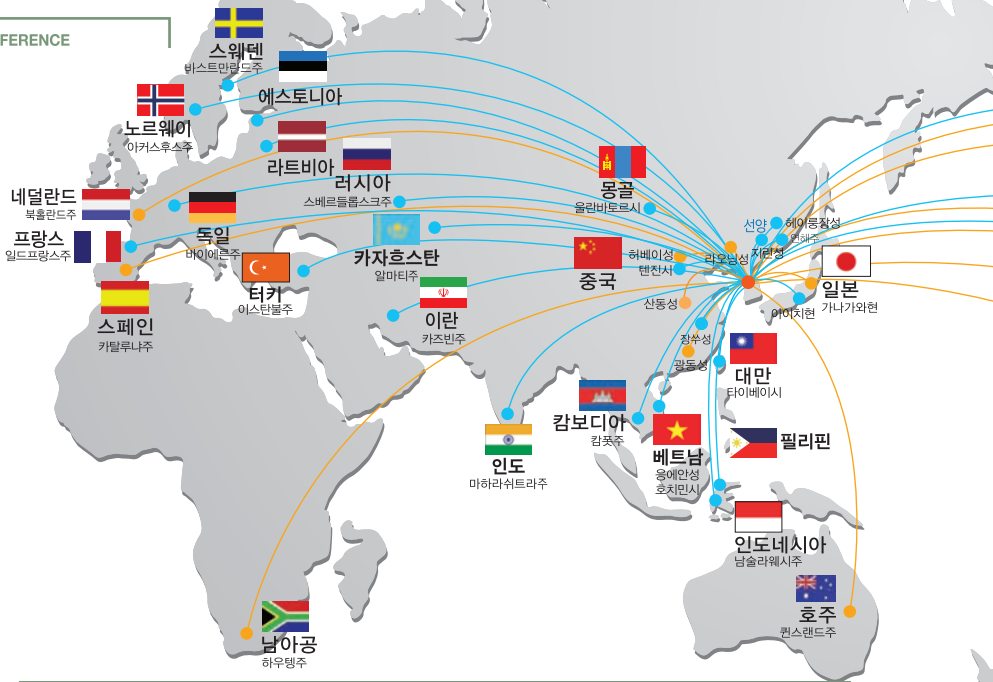 FERENCE
스웨덴
바스트만란드주
에스토니아
노르웨이
아커스후스주
라트비아
러시아
스베르들롭스크주
네덜란드
북홀란드주
프랑스
일드프랑스주
독일
바이에른주
카자흐스탄
알마티주
터키
이스탄불주
스페인
카탈루냐주
이란
카즈빈주
몽골
울란바토르시
중국
허베이성
텐진시
산동성
장쑤성
광동성
랴오닝성
선양
헤이룽장성
연해주
지린성
일본
가나가와현
아이치현
대만
타이베이시
캄보디아
캄폿주
베트남
응에안성
호치민시
필리핀
인도
마하라쉬트라주
인도네시아
남술라웨시주
호주
퀸스랜드주
남아공
하우텡주